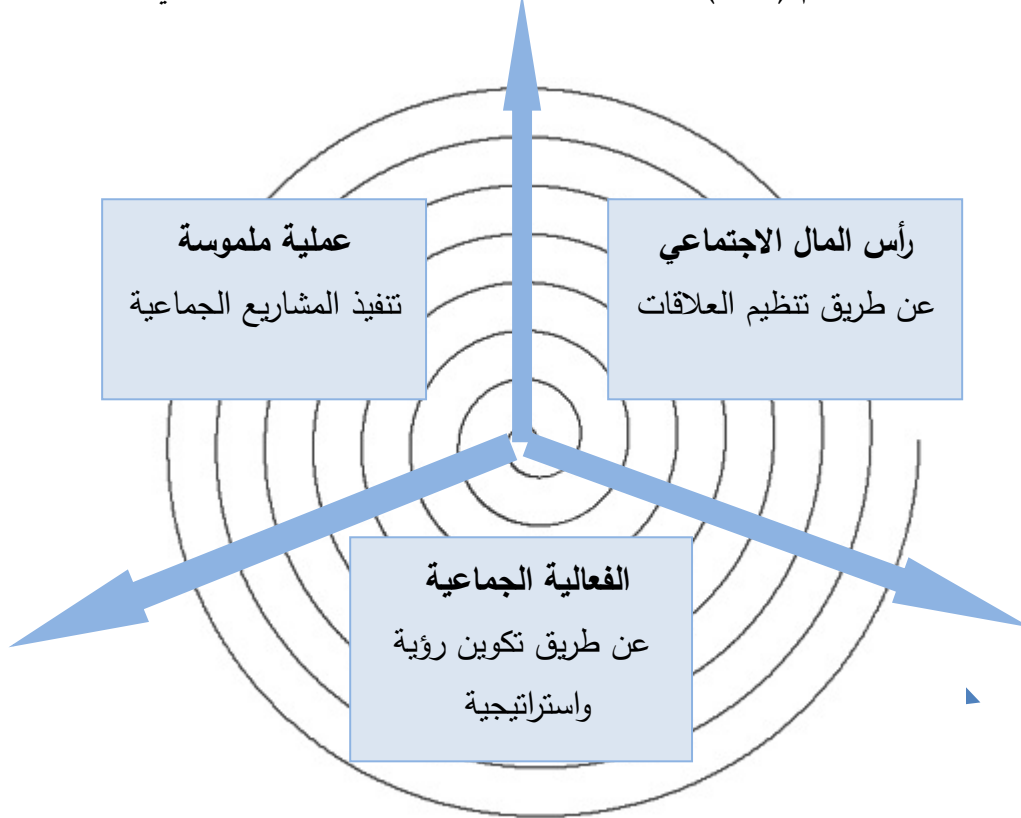 رأس المال الاجتماعي
عن طريق تنظيم العلاقات
عملية ملموسة
تنفيذ المشاريع الجماعية
الفعالية الجماعية
عن طريق تكوين رؤية
واستراتيجية